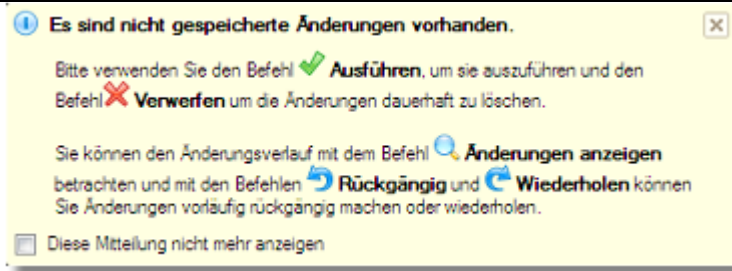 Es sind nicht gespeicherte Änderungen vorhanden.
Bitte verwenden Sie den Befehl Ausführen, um sie auszuführen und den
Befehl Verwerfen um die Änderungen dauerhaft zu löschen.
Sie können den Änderungsverlauf mit dem Befehl Änderungen anzeigen
betrachten und mit den Befehlen Rückgängig und Wiederholen können
Sie Änderungen vorläufig rückgängig machen oder wiederholen.
Diese Mitteilung nicht mehr anzeigen